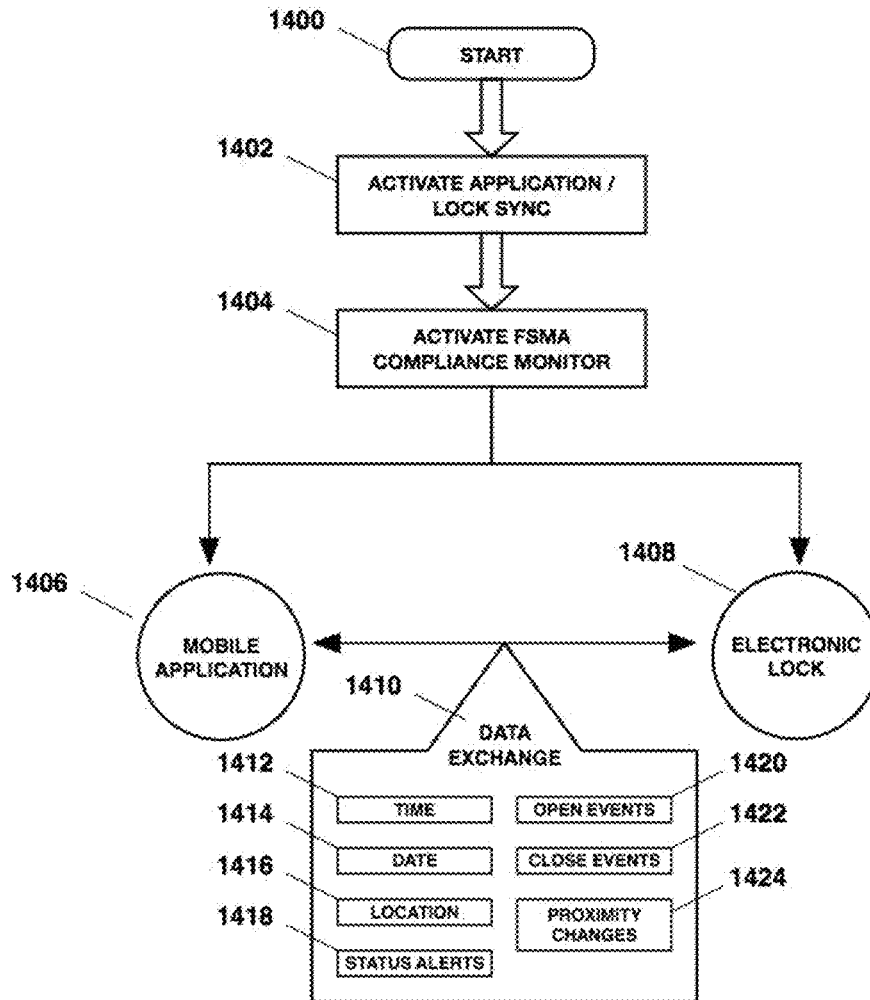 1400
START
1402
ACTIVATE APPLICATION /
LOCK SYNC
1404
ACTIVATE FSMA
COMPLIANCE MONITOR
1406
MOBILE
APPLICATION
1408
ELECTRONIC
LOCK
1410
DATA
EXCHANGE
1412
TIME
1414
DATE
1416
LOCATION
1418
STATUS ALERTS
1420
OPEN EVENTS
1422
CLOSE EVENTS
1424
PROXIMITY
CHANGES